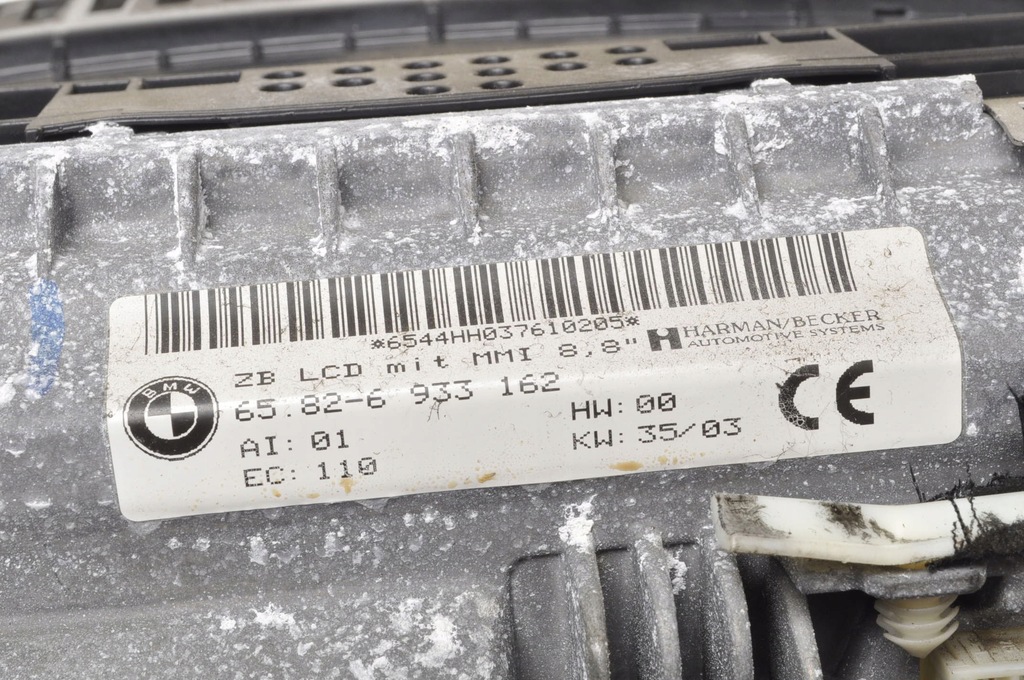 *6544HH037610205*
ZB LCD mit MMI 8,8"
HARMAN/BECKER
AUTOMOTIVE SYSTEMS
BMW
65.82-6 933 162
AI: 01
HW: 00
EC: 110
KW: 35/03
CE